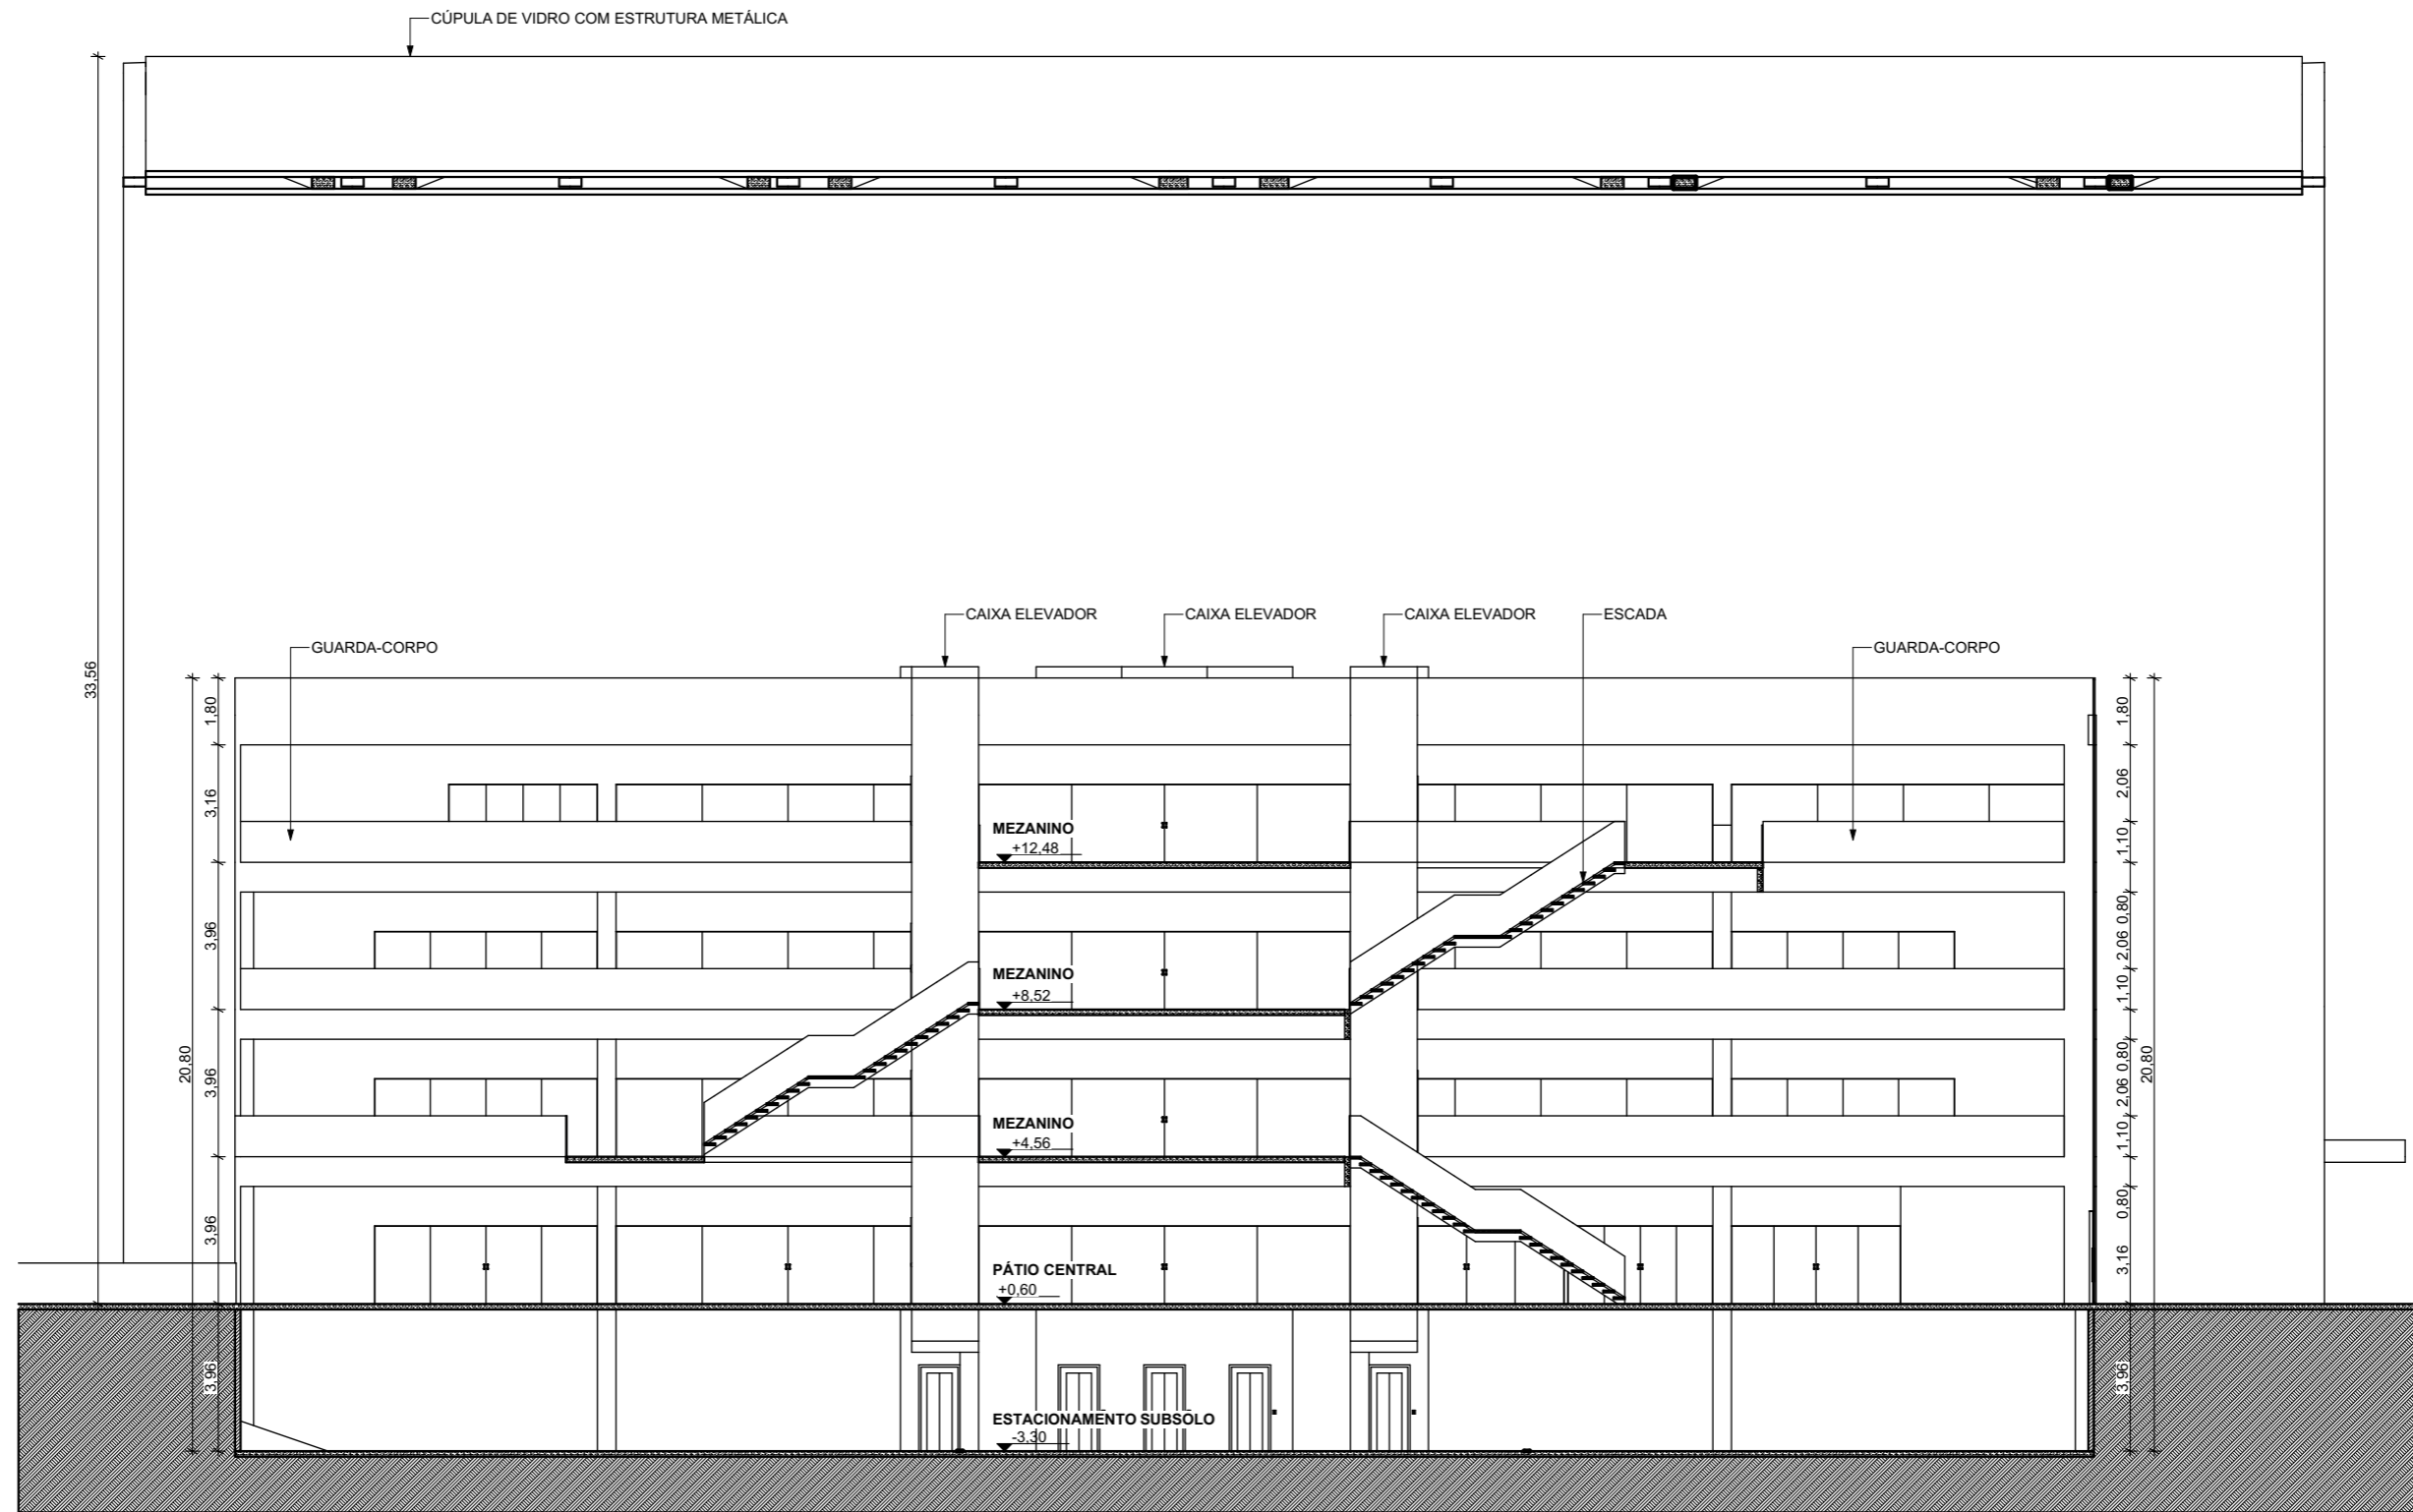 CÚPULA DE VIDRO COM ESTRUTURA METÁLICA
CAIXA ELEVADOR
CAIXA ELEVADOR
CAIXA ELEVADOR
ESCADA
GUARDA-CORPO
GUARDA-CORPO
33,56
20,80
1,80
3,16
3,96
3,96
3,96
3,96
MEZANINO
+12,48
MEZANINO
+8,52
MEZANINO
+4,56
PÁTIO CENTRAL
+0,60
ESTACIONAMENTO SUBSOLO
-3,30
1,80
2,06
1,10
0,80
2,06
1,10
0,80
2,06
1,10
0,80
3,16
3,96
20,80